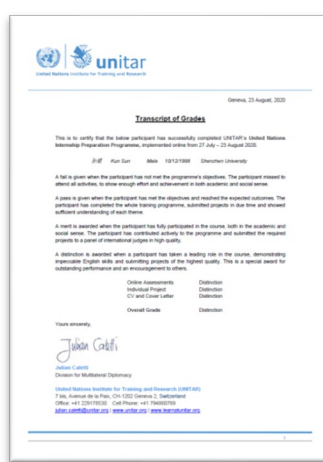 unitar
United Nations Institute for Training and Research
Geneva, 23 August, 2020
Transcript of Grades
This is to certify that the below participant has successfully completed UNITAR's United Nations
Internship Preparation Programme, implemented online from 27 July – 23 August 2020.
Kun Sun Male 10/12/1998 Shenzhen University
A fail is given when the participant has not met the programme's objectives. The participant missed to
attend all activities, to show enough effort and achievement in both academic and social sense.
A pass is given when the participant has met the objectives and reached the expected outcomes. The
participant has completed the whole training programme, submitted projects in due time and showed
sufficient understanding of each theme.
A merit is awarded when the participant has fully participated in the course, both in the academic and
social sense. The participant has contributed actively to the programme and submitted the required
projects to a panel of international judges in high quality.
A distinction is awarded when a participant has taken a leading role in the course, demonstrating
impeccable English skills and submitting projects of the highest quality. This is a special award for
outstanding performance and an encouragement to others.
Online Assessments Distinction
Individual Project Distinction
CV and Cover Letter Distinction
Overall Grade Distinction
Yours sincerely,
Julian Caletti
Julian Caletti
Division for Multilateral Diplomacy
United Nations Institute for Training and Research (UNITAR)
7 bis, Avenue de la Paix, CH-1202 Geneva 2, Switzerland
Office: +41 229178538 Cell Phone: +41 794060799
julian.caletti@unitar.org | www.unitar.org | www.learnatunitar.org